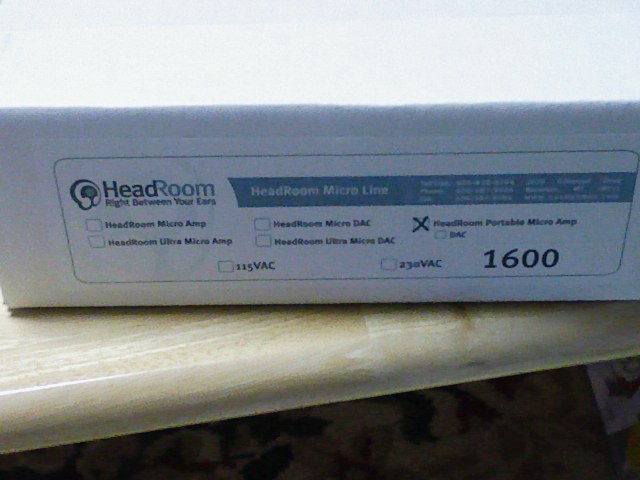 HeadRoom
Right Between Your Ears
HeadRoom Micro Line
HeadRoom Micro Amp
HeadRoom Micro DAC
HeadRoom Portable Micro Amp
DAC
HeadRoom Ultra Micro Amp
HeadRoom Ultra Micro DAC
115VAC
230VAC
1600